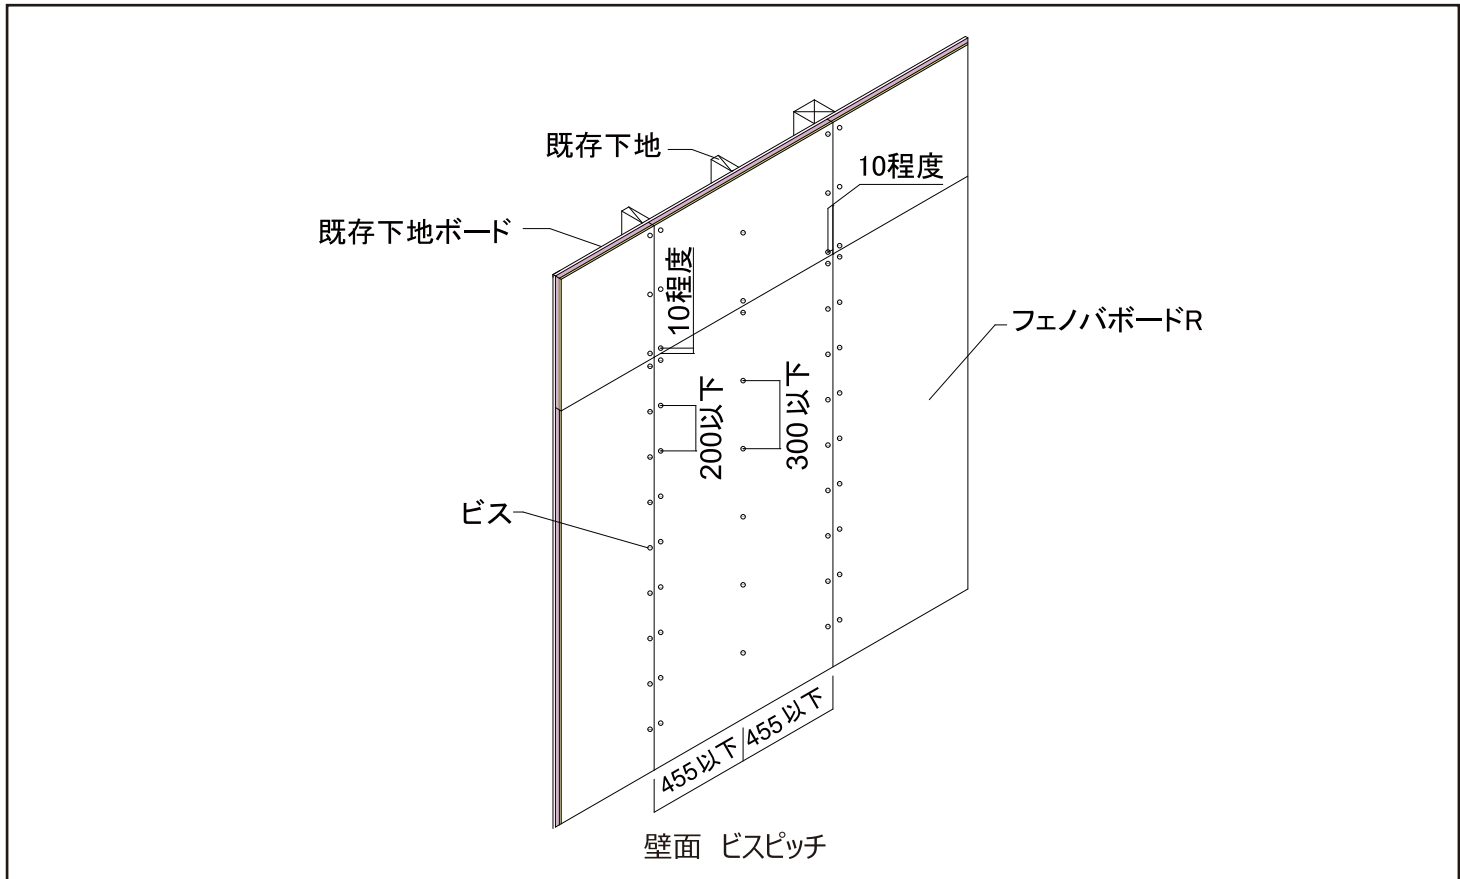 既存下地
10程度
既存下地ボード
10程度
フェノバボードR
200以下
300以下
ビス
455以下
455以下
壁面 ビスピッチ